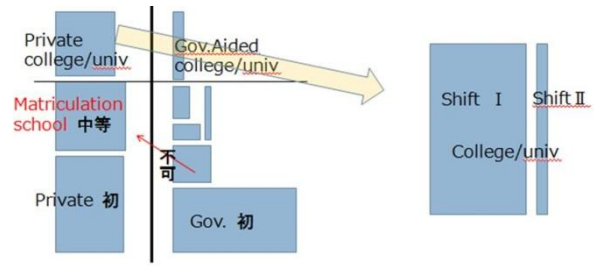 Private
college/univ
Gov.Aided
college/univ
Matriculation
school 中等
不可
Private 初
Gov. 初
Shift Ⅰ
Shift Ⅱ
College/univ